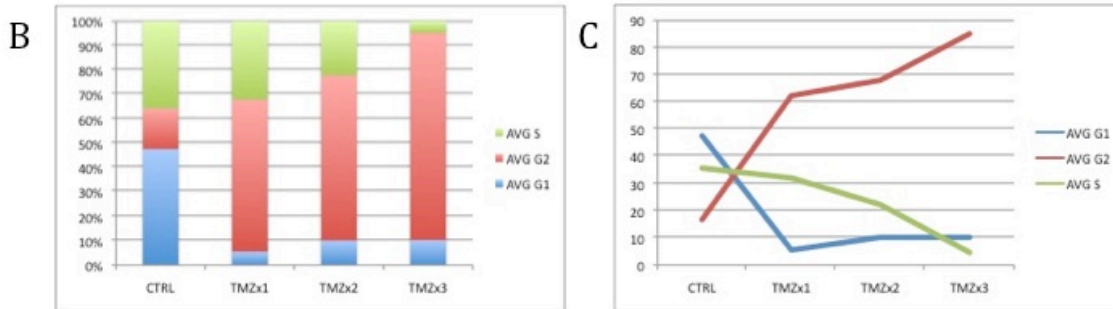 B
100%
90%
80%
70%
60%
50%
40%
30%
20%
10%
0%
CTRL TMZx1 TMZx2 TMZx3
AVG S
AVG G2
AVG G1
C
90
80
70
60
50
40
30
20
10
0
CTRL TMZx1 TMZx2 TMZx3
AVG G1
AVG G2
AVG S